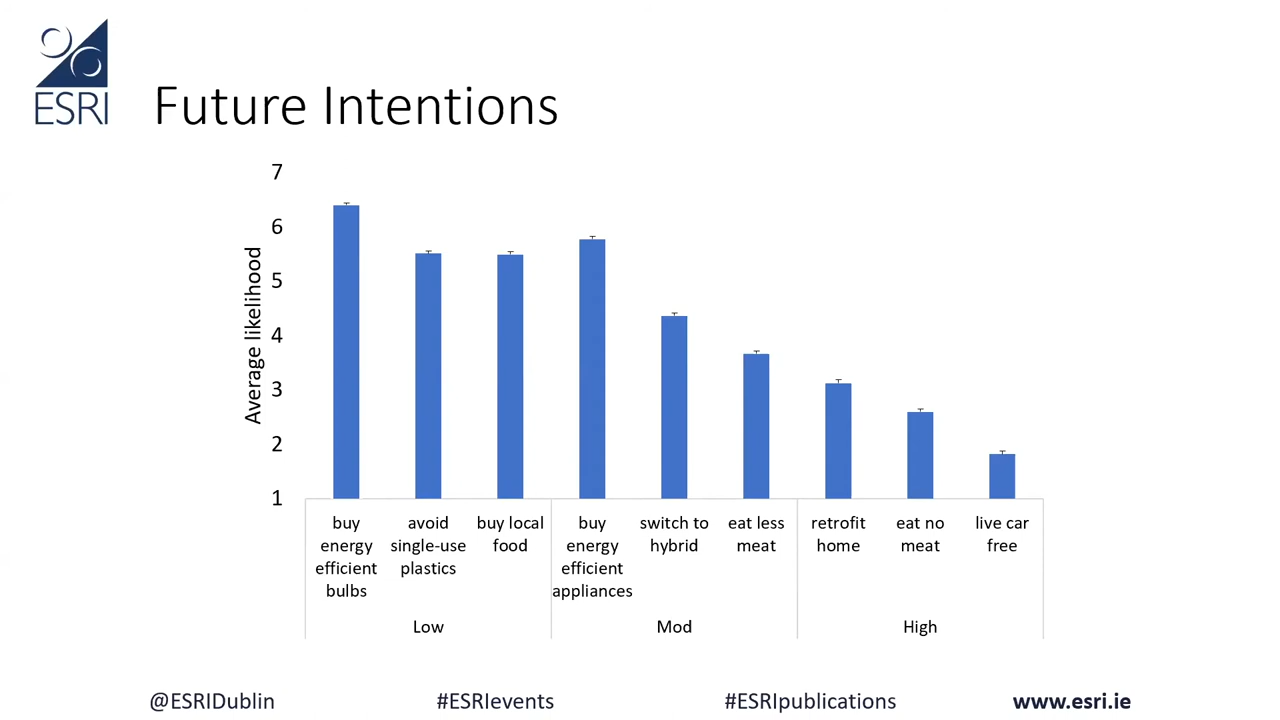 ESRI
Future Intentions
7
6
5
4
3
2
1
Average likelihood
buy
energy
efficient
bulbs
avoid
single-use
plastics
buy local
food
buy
energy
efficient
appliances
switch to
hybrid
eat less
meat
retrofit
home
eat no
meat
live car
free
Low
Mod
High
@ESRIDublin
#ESRIevents
#ESRIpublications
www.esri.ie